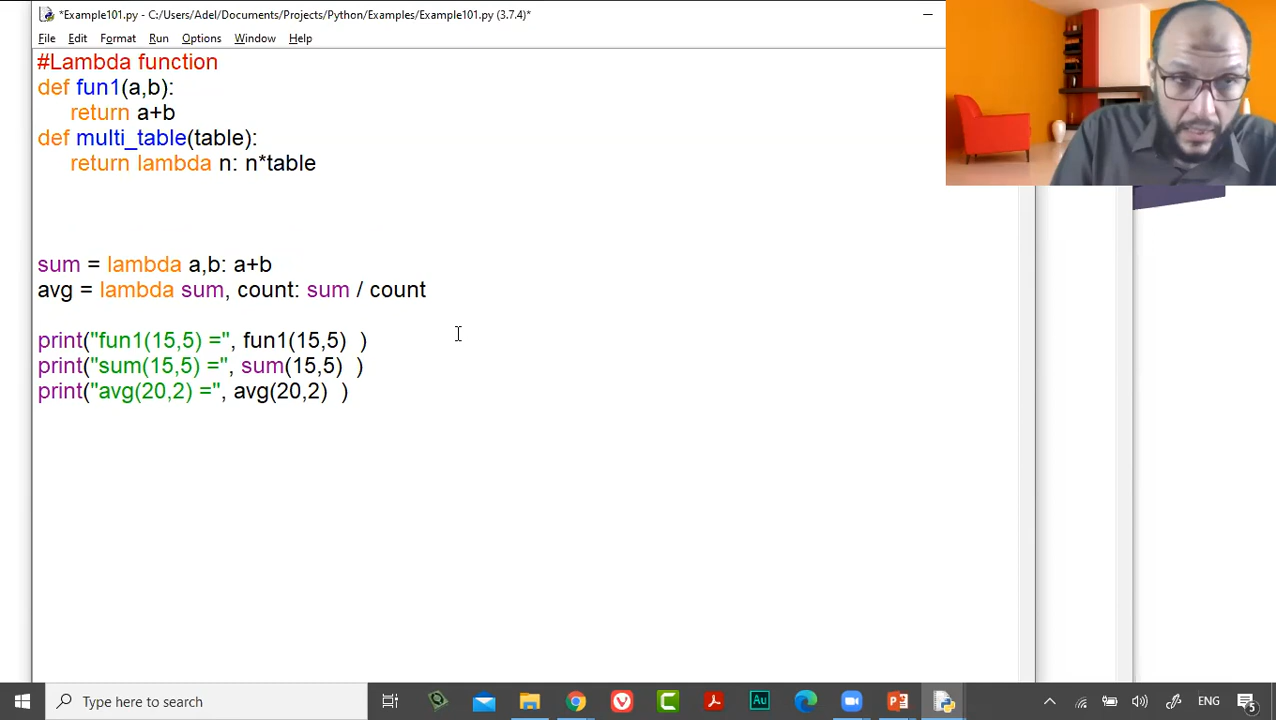 *Example101.py - C:/Users/Adel/Documents/Projects/Python/Examples/Example101.py (3.7.4)*
File Edit Format Run Options Window Help
#Lambda function
def fun1(a,b):
    return a+b
def multi_table(table):
    return lambda n: n*table
sum = lambda a,b: a+b
avg = lambda sum, count: sum / count
print("fun1(15,5) =", fun1(15,5)  )
print("sum(15,5) =", sum(15,5)  )
print("avg(20,2) =", avg(20,2)  )
Type here to search
Au
ENG
5